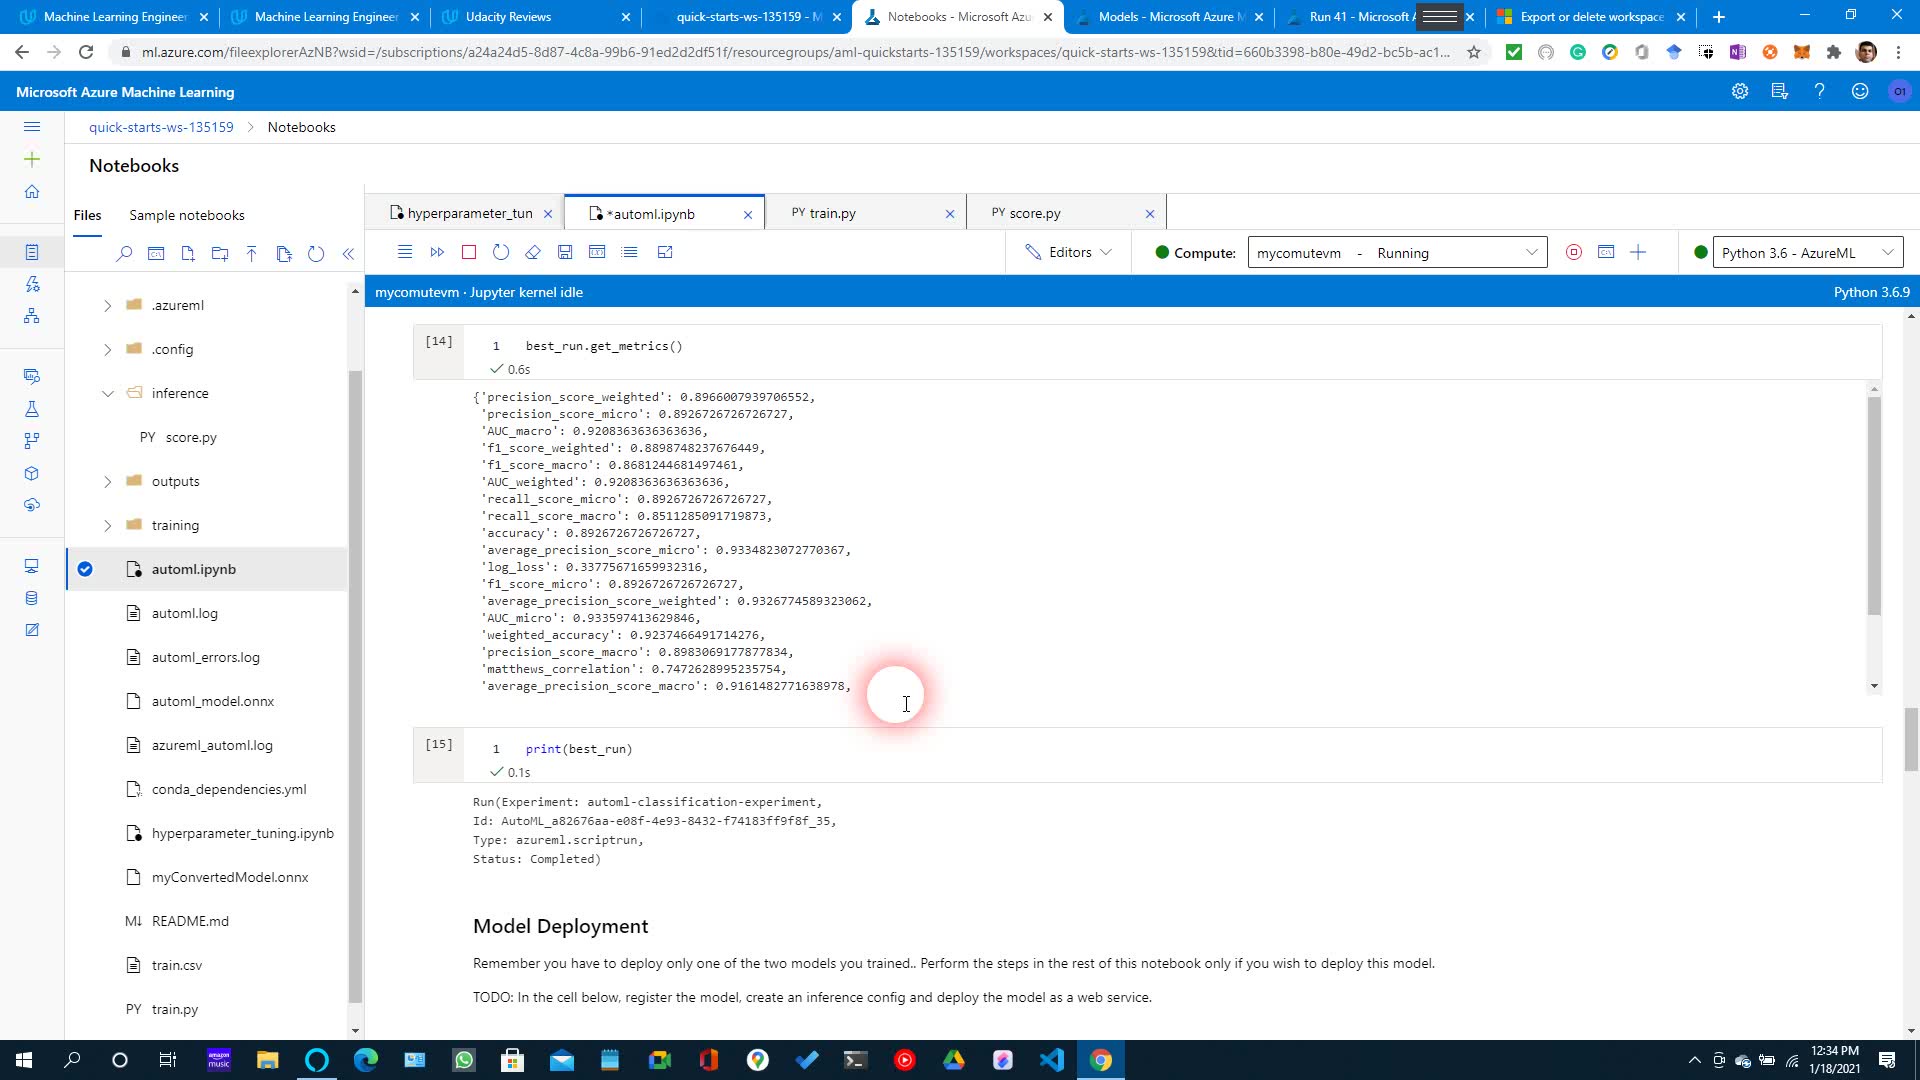 Machine Learning Engineer
Machine Learning Engineer
Udacity Reviews
quick-starts-ws-135159 - M
Notebooks - Microsoft Azu
Models - Microsoft Azure M
Run 41 - Microsoft A
Export or delete workspace
ml.azure.com/fileexplorerAzNB?wsid=/subscriptions/a24a24d5-8d87-4c8a-99b6-91ed2d2df51f/resourcegroups/aml-quickstarts-135159/workspaces/quick-starts-ws-135159&tid=660b3398-b80e-49d2-bc5b-ac1...
Microsoft Azure Machine Learning
O1
quick-starts-ws-135159 > Notebooks
Notebooks
Files
Sample notebooks
hyperparameter_tun
*automl.ipynb
PY train.py
PY score.py
Editors
Compute:
mycomutevm - Running
Python 3.6 - AzureML
mycomutevm · Jupyter kernel idle
Python 3.6.9
.azureml
.config
inference
PY score.py
outputs
training
automl.ipynb
automl.log
automl_errors.log
automl_model.onnx
azureml_automl.log
conda_dependencies.yml
hyperparameter_tuning.ipynb
myConvertedModel.onnx
M↓ README.md
train.csv
PY train.py
[14]
1 best_run.get_metrics()
0.6s
{'precision_score_weighted': 0.8966007939706552,
'precision_score_micro': 0.8926726726726727,
'AUC_macro': 0.9208363636363636,
'f1_score_weighted': 0.8898748237676449,
'f1_score_macro': 0.8681244681497461,
'AUC_weighted': 0.9208363636363636,
'recall_score_micro': 0.8926726726726727,
'recall_score_macro': 0.8511285091719873,
'accuracy': 0.8926726726726727,
'average_precision_score_micro': 0.9334823072770367,
'log_loss': 0.33775671659932316,
'f1_score_micro': 0.8926726726726727,
'average_precision_score_weighted': 0.9326774589323062,
'AUC_micro': 0.933597413629846,
'weighted_accuracy': 0.9237466491714276,
'precision_score_macro': 0.8983069177877834,
'matthews_correlation': 0.7472628995235754,
'average_precision_score_macro': 0.9161482771638978,
[15]
1 print(best_run)
0.1s
Run(Experiment: automl-classification-experiment,
Id: AutoML_a82676aa-e08f-4e93-8432-f74183ff9f8f_35,
Type: azureml.scriptrun,
Status: Completed)
Model Deployment
Remember you have to deploy only one of the two models you trained.. Perform the steps in the rest of this notebook only if you wish to deploy this model.
TODO: In the cell below, register the model, create an inference config and deploy the model as a web service.
amazon music
12:34 PM
1/18/2021